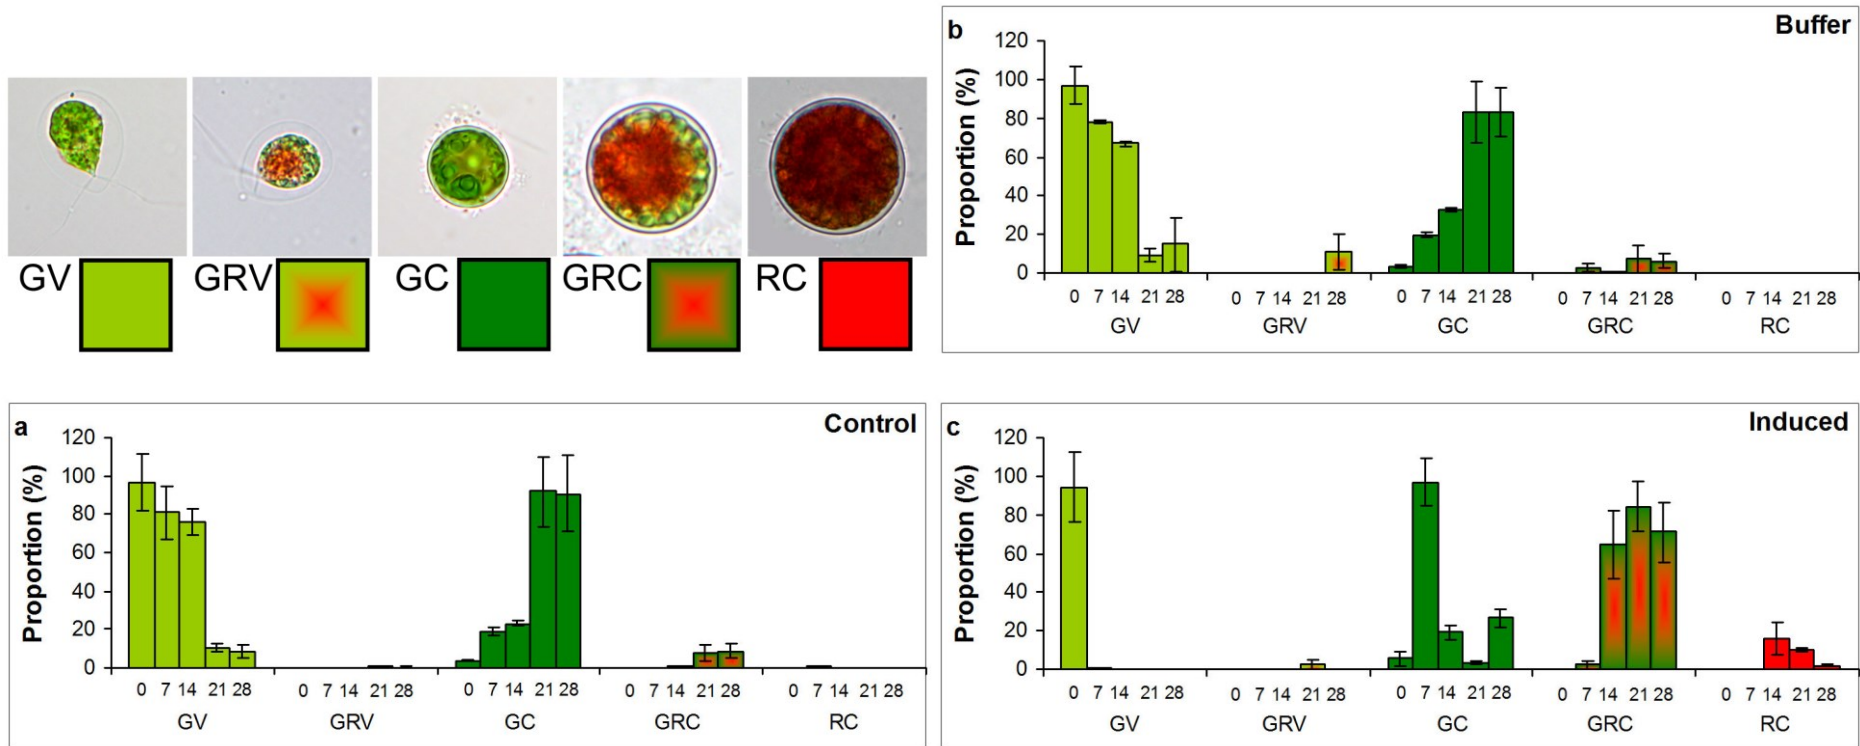 GV GRV GC GRC RC
b Buffer
Proportion (%)
120
100
80
60
40
20
0
0 7 14 21 28 0 7 14 21 28 0 7 14 21 28 0 7 14 21 28 0 7 14 21 28
GV GRV GC GRC RC
a Control
Proportion (%)
120
100
80
60
40
20
0
0 7 14 21 28 0 7 14 21 28 0 7 14 21 28 0 7 14 21 28 0 7 14 21 28
GV GRV GC GRC RC
c Induced
Proportion (%)
120
100
80
60
40
20
0
0 7 14 21 28 0 7 14 21 28 0 7 14 21 28 0 7 14 21 28 0 7 14 21 28
GV GRV GC GRC RC